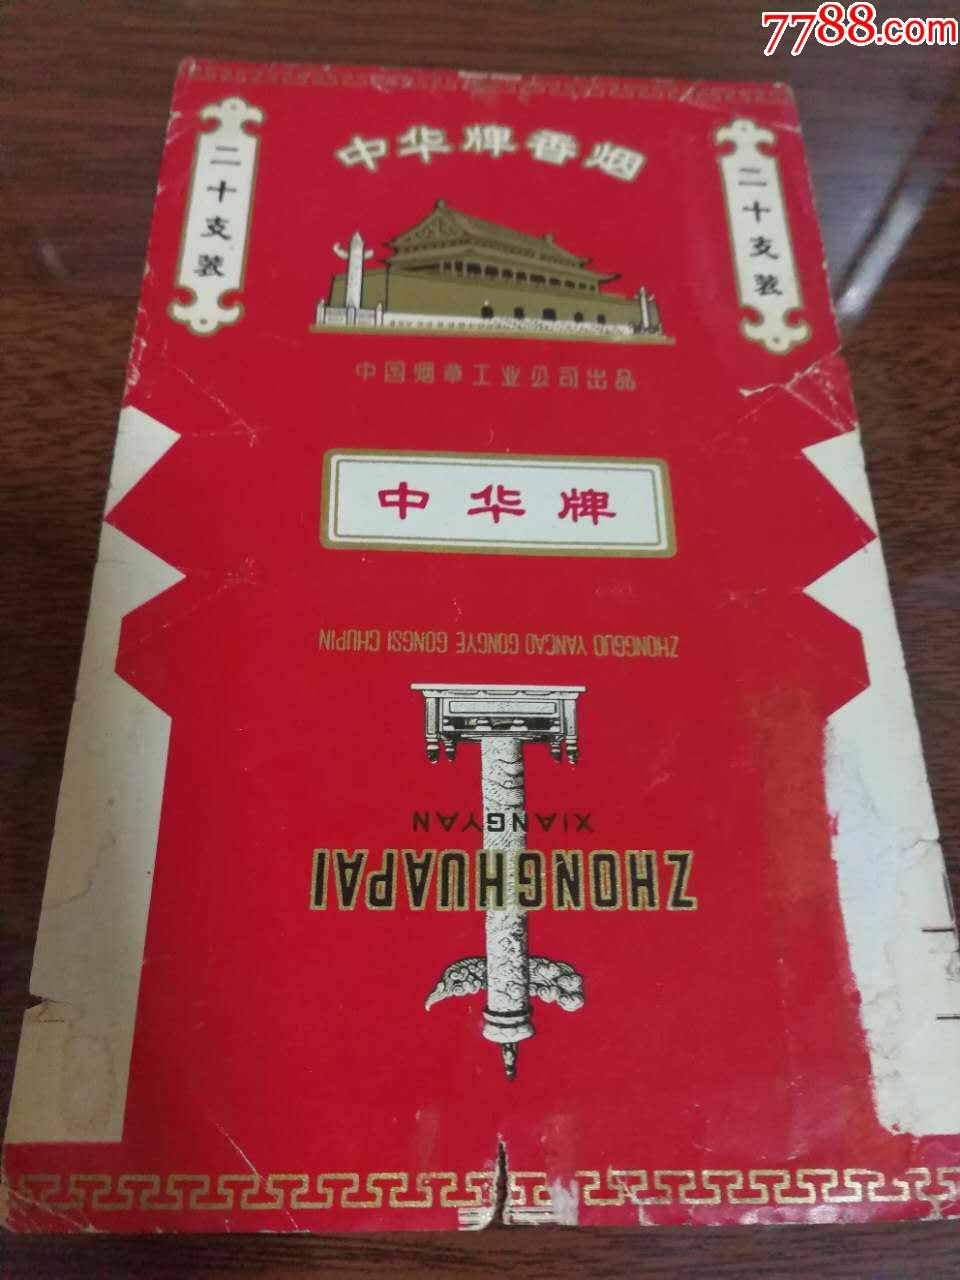 7788.com
中华牌香烟
二十支装
二十支装
中国烟草工业公司出品
中华牌
ZHONGGUO YANCAO GONGYE GONGSI CHUPIN
XIANGYAN
ZHONGHUAPAI